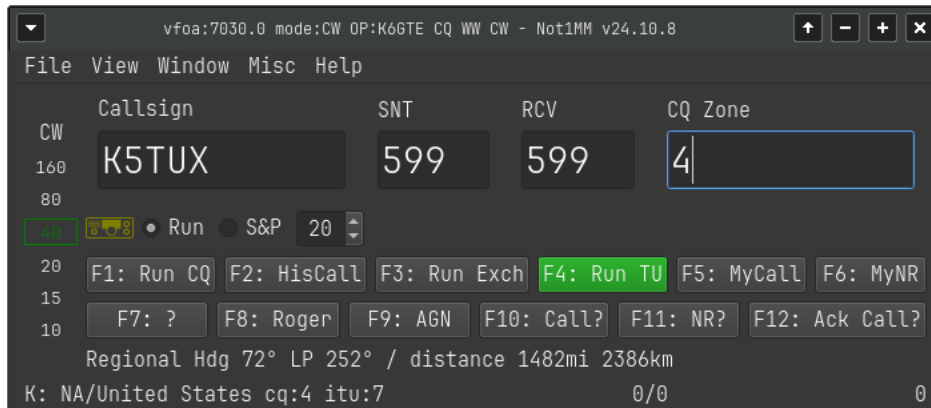 vfoa:7030.0 mode:CW OP:K6GTE CQ WW CW - Not1MM v24.10.8
File View Window Misc Help
Callsign SNT RCV CQ Zone
CW
K5TUX 599 599 4
160
80
40 Run S&P 20
20 F1: Run CQ F2: HisCall F3: Run Exch F4: Run TU F5: MyCall F6: MyNR
15
10 F7: ? F8: Roger F9: AGN F10: Call? F11: NR? F12: Ack Call?
Regional Hdg 72° LP 252° / distance 1482mi 2386km
K: NA/United States cq:4 itu:7 0/0 0